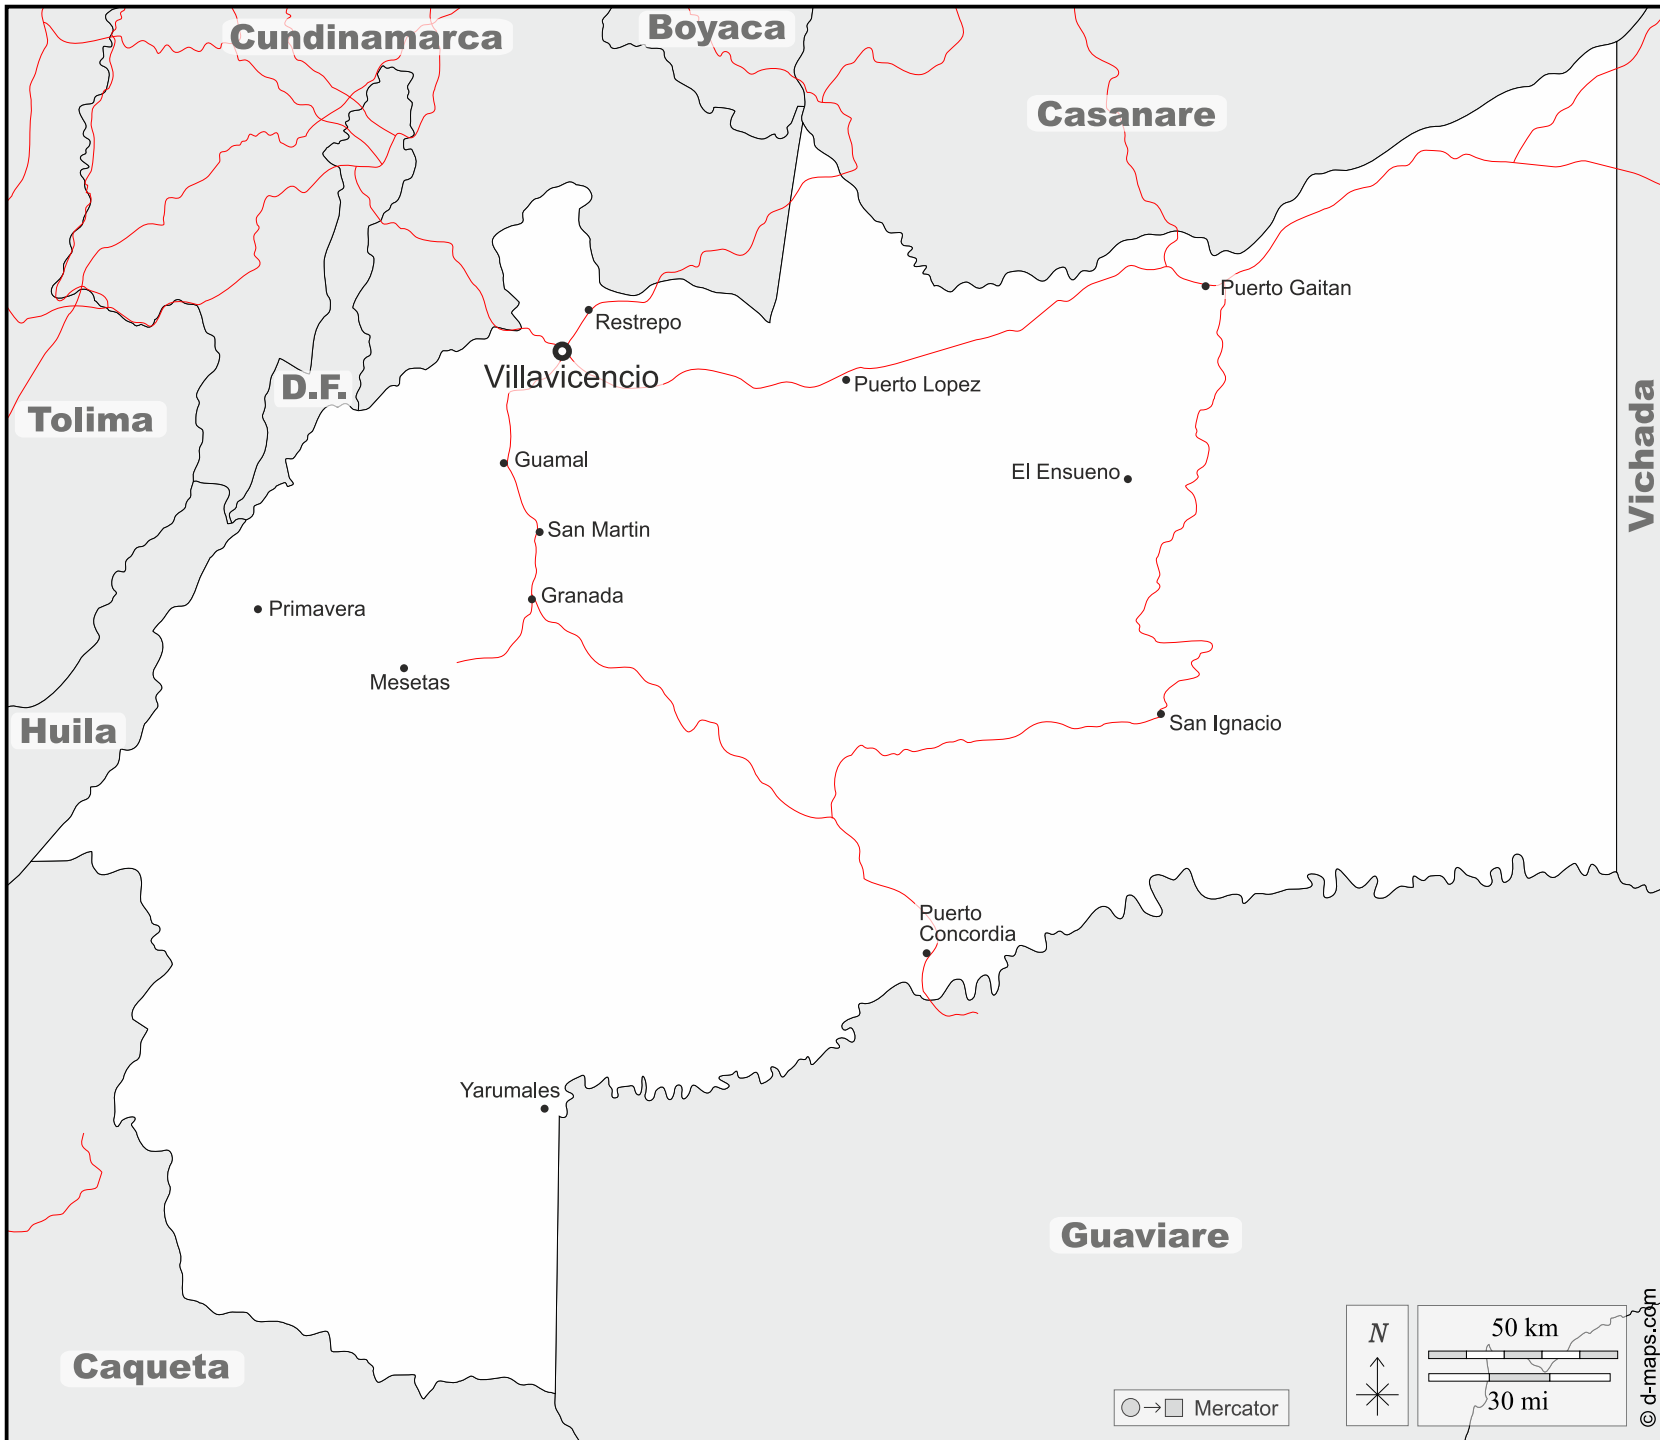 Cundinamarca
Boyaca
Casanare
Puerto Gaitan
Restrepo
Villavicencio
Puerto Lopez
D.F.
Tolima
Vichada
Guamal
El Ensueno
San Martin
Granada
Primavera
Mesetas
Huila
San Ignacio
Puerto
Concordia
Yarumales
Guaviare
Caqueta
N
50 km
30 mi
Mercator
© d-maps.com